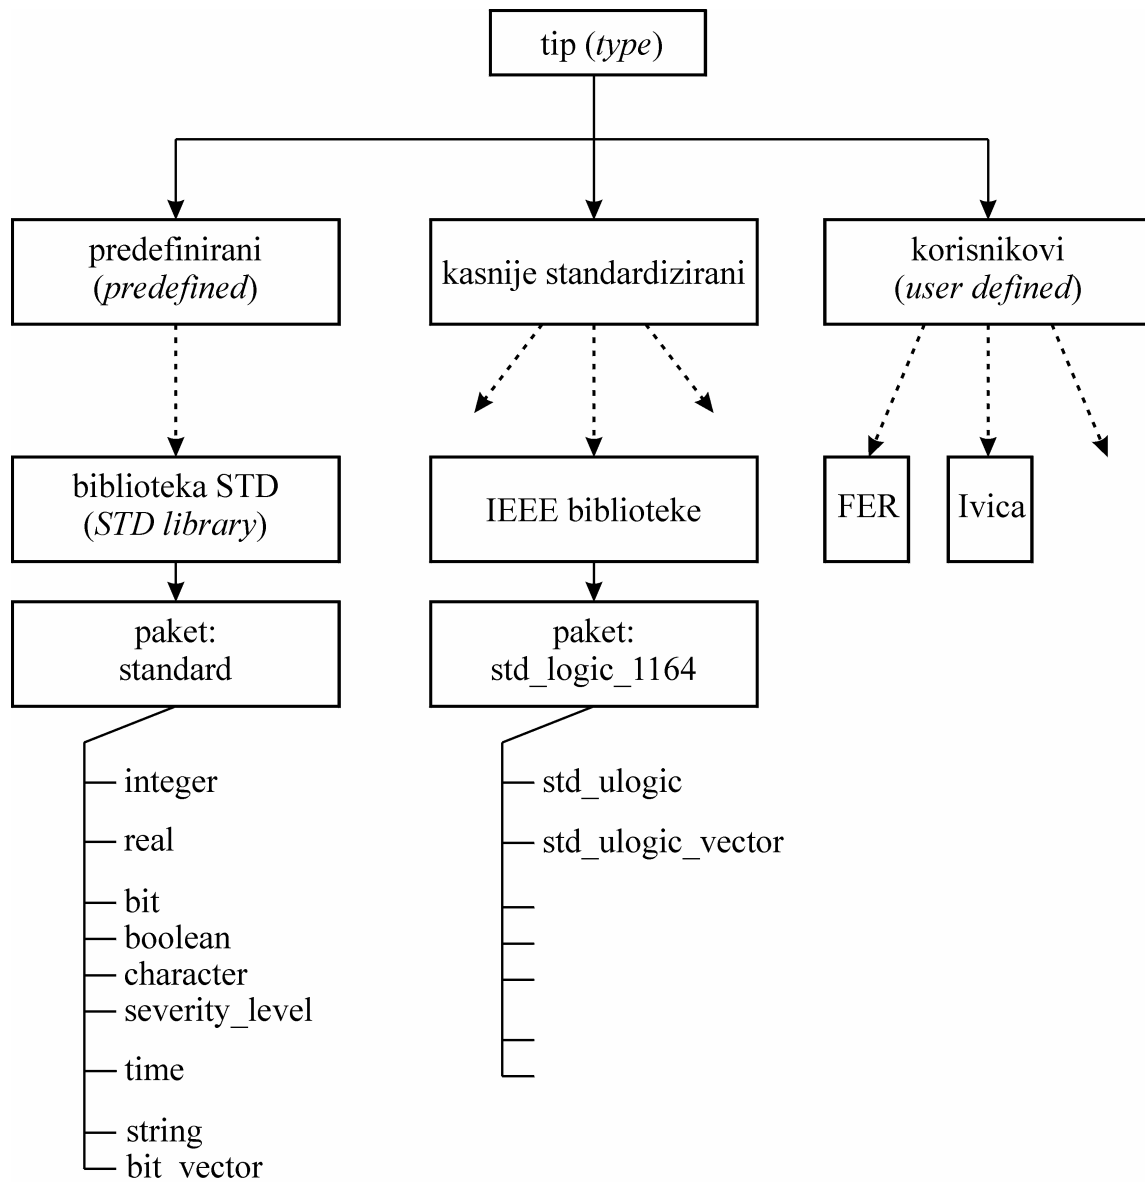 tip (type)
predefinirani
(predefined)
kasnije standardizirani
korisnikovi
(user defined)
biblioteka STD
(STD library)
IEEE biblioteke
FER
Ivica
paket:
standard
paket:
std_logic_1164
integer
real
bit
boolean
character
severity_level
time
string
bit_vector
std_ulogic
std_ulogic_vector